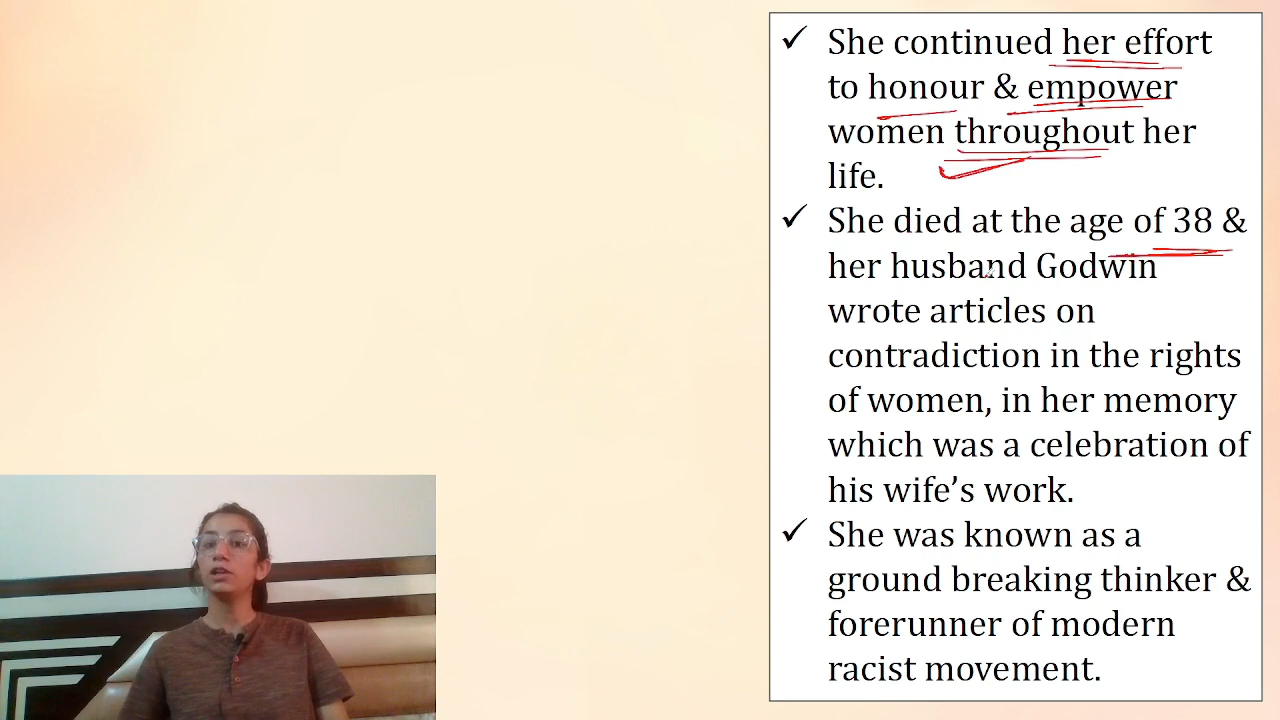 She continued her effort
to honour & empower
women throughout her
life.
She died at the age of 38 &
her husband Godwin
wrote articles on
contradiction in the rights
of women, in her memory
which was a celebration of
his wife's work.
She was known as a
ground breaking thinker &
forerunner of modern
racist movement.